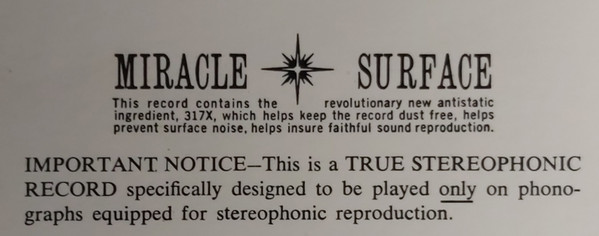 MIRACLE SURFACE
This record contains the revolutionary new antistatic
ingredient, 317X, which helps keep the record dust free, helps
prevent surface noise, helps insure faithful sound reproduction.
IMPORTANT NOTICE—This is a TRUE STEREOPHONIC
RECORD specifically designed to be played only on phono-
graphs equipped for stereophonic reproduction.